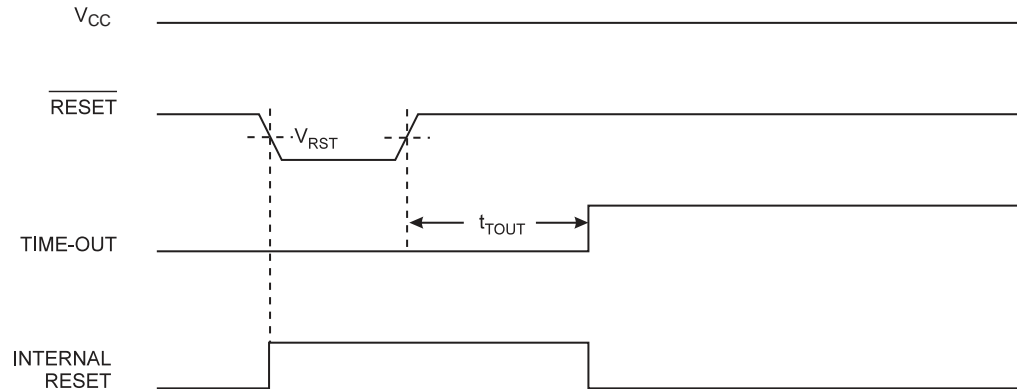 VCC
RESET
VRST
tTOUT
TIME-OUT
INTERNAL
RESET